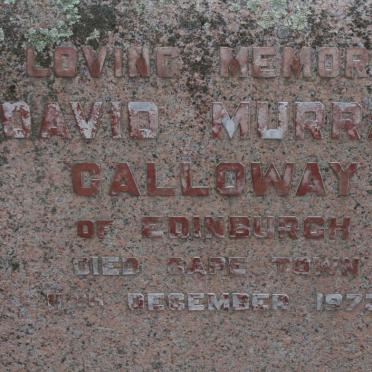 LOVING MEMOR
DAVID MURRA
GALLOWAY
OF EDINBURGH
DIED CAPE TOWN
DECEMBER